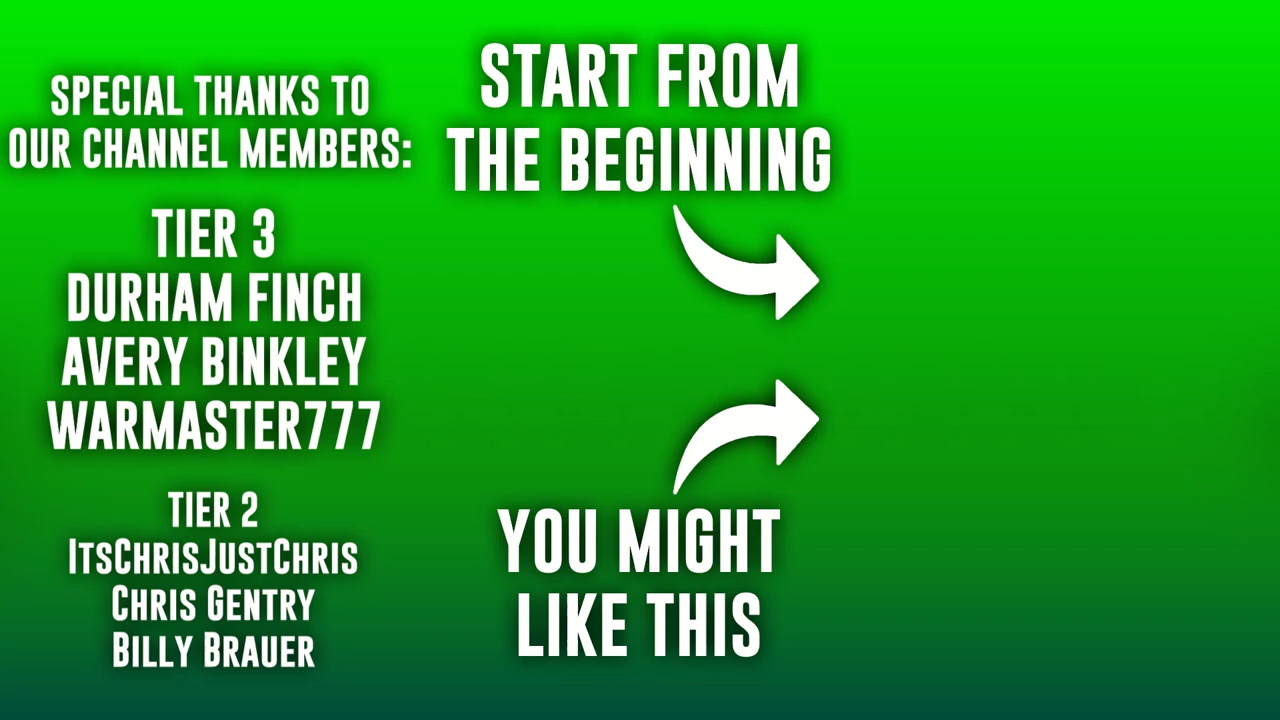 SPECIAL THANKS TO
OUR CHANNEL MEMBERS:
TIER 3
DURHAM FINCH
AVERY BINKLEY
WARMASTER777
TIER 2
ItsChrisJustChris
Chris Gentry
Billy Brauer
START FROM
THE BEGINNING
YOU MIGHT
LIKE THIS